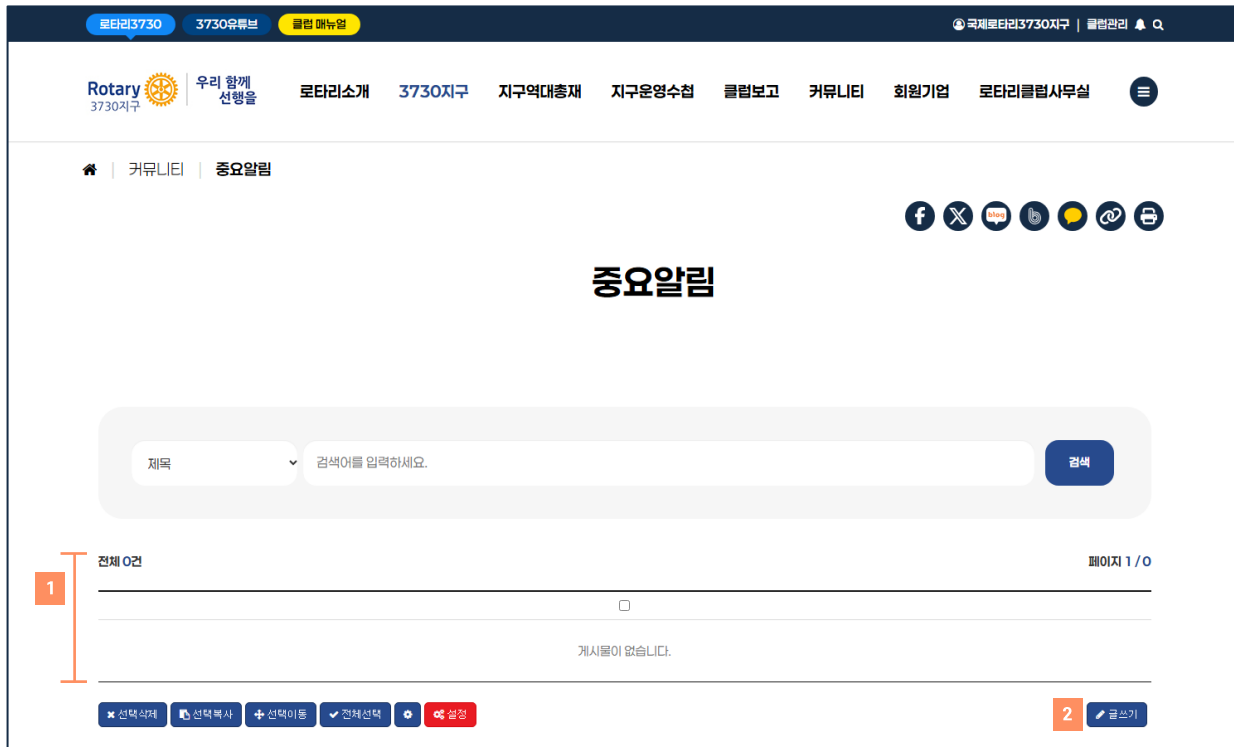 로타리3730 3730유튜브 클럽 매뉴얼 국제로타리3730지구 | 클럽관리
Rotary 3730지구 우리 함께 선행을 로타리소개 3730지구 지구역대총재 지구운영수첩 클럽보고 커뮤니티 회원기업 로타리클럽사무실
커뮤니티 중요알림
blog
중요알림
제목 검색어를 입력하세요. 검색
전체 0건 페이지 1 / 0
1
게시물이 없습니다.
선택삭제 선택복사 선택이동 전체선택 설정 2 글쓰기